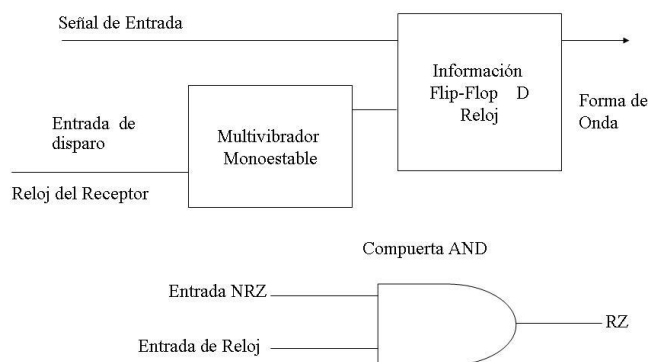 Señal de Entrada
Información
Flip-Flop D
Reloj
Forma de
Onda
Entrada de
disparo
Multivibrador
Monoestable
Reloj del Receptor
Compuerta AND
Entrada NRZ
RZ
Entrada de Reloj